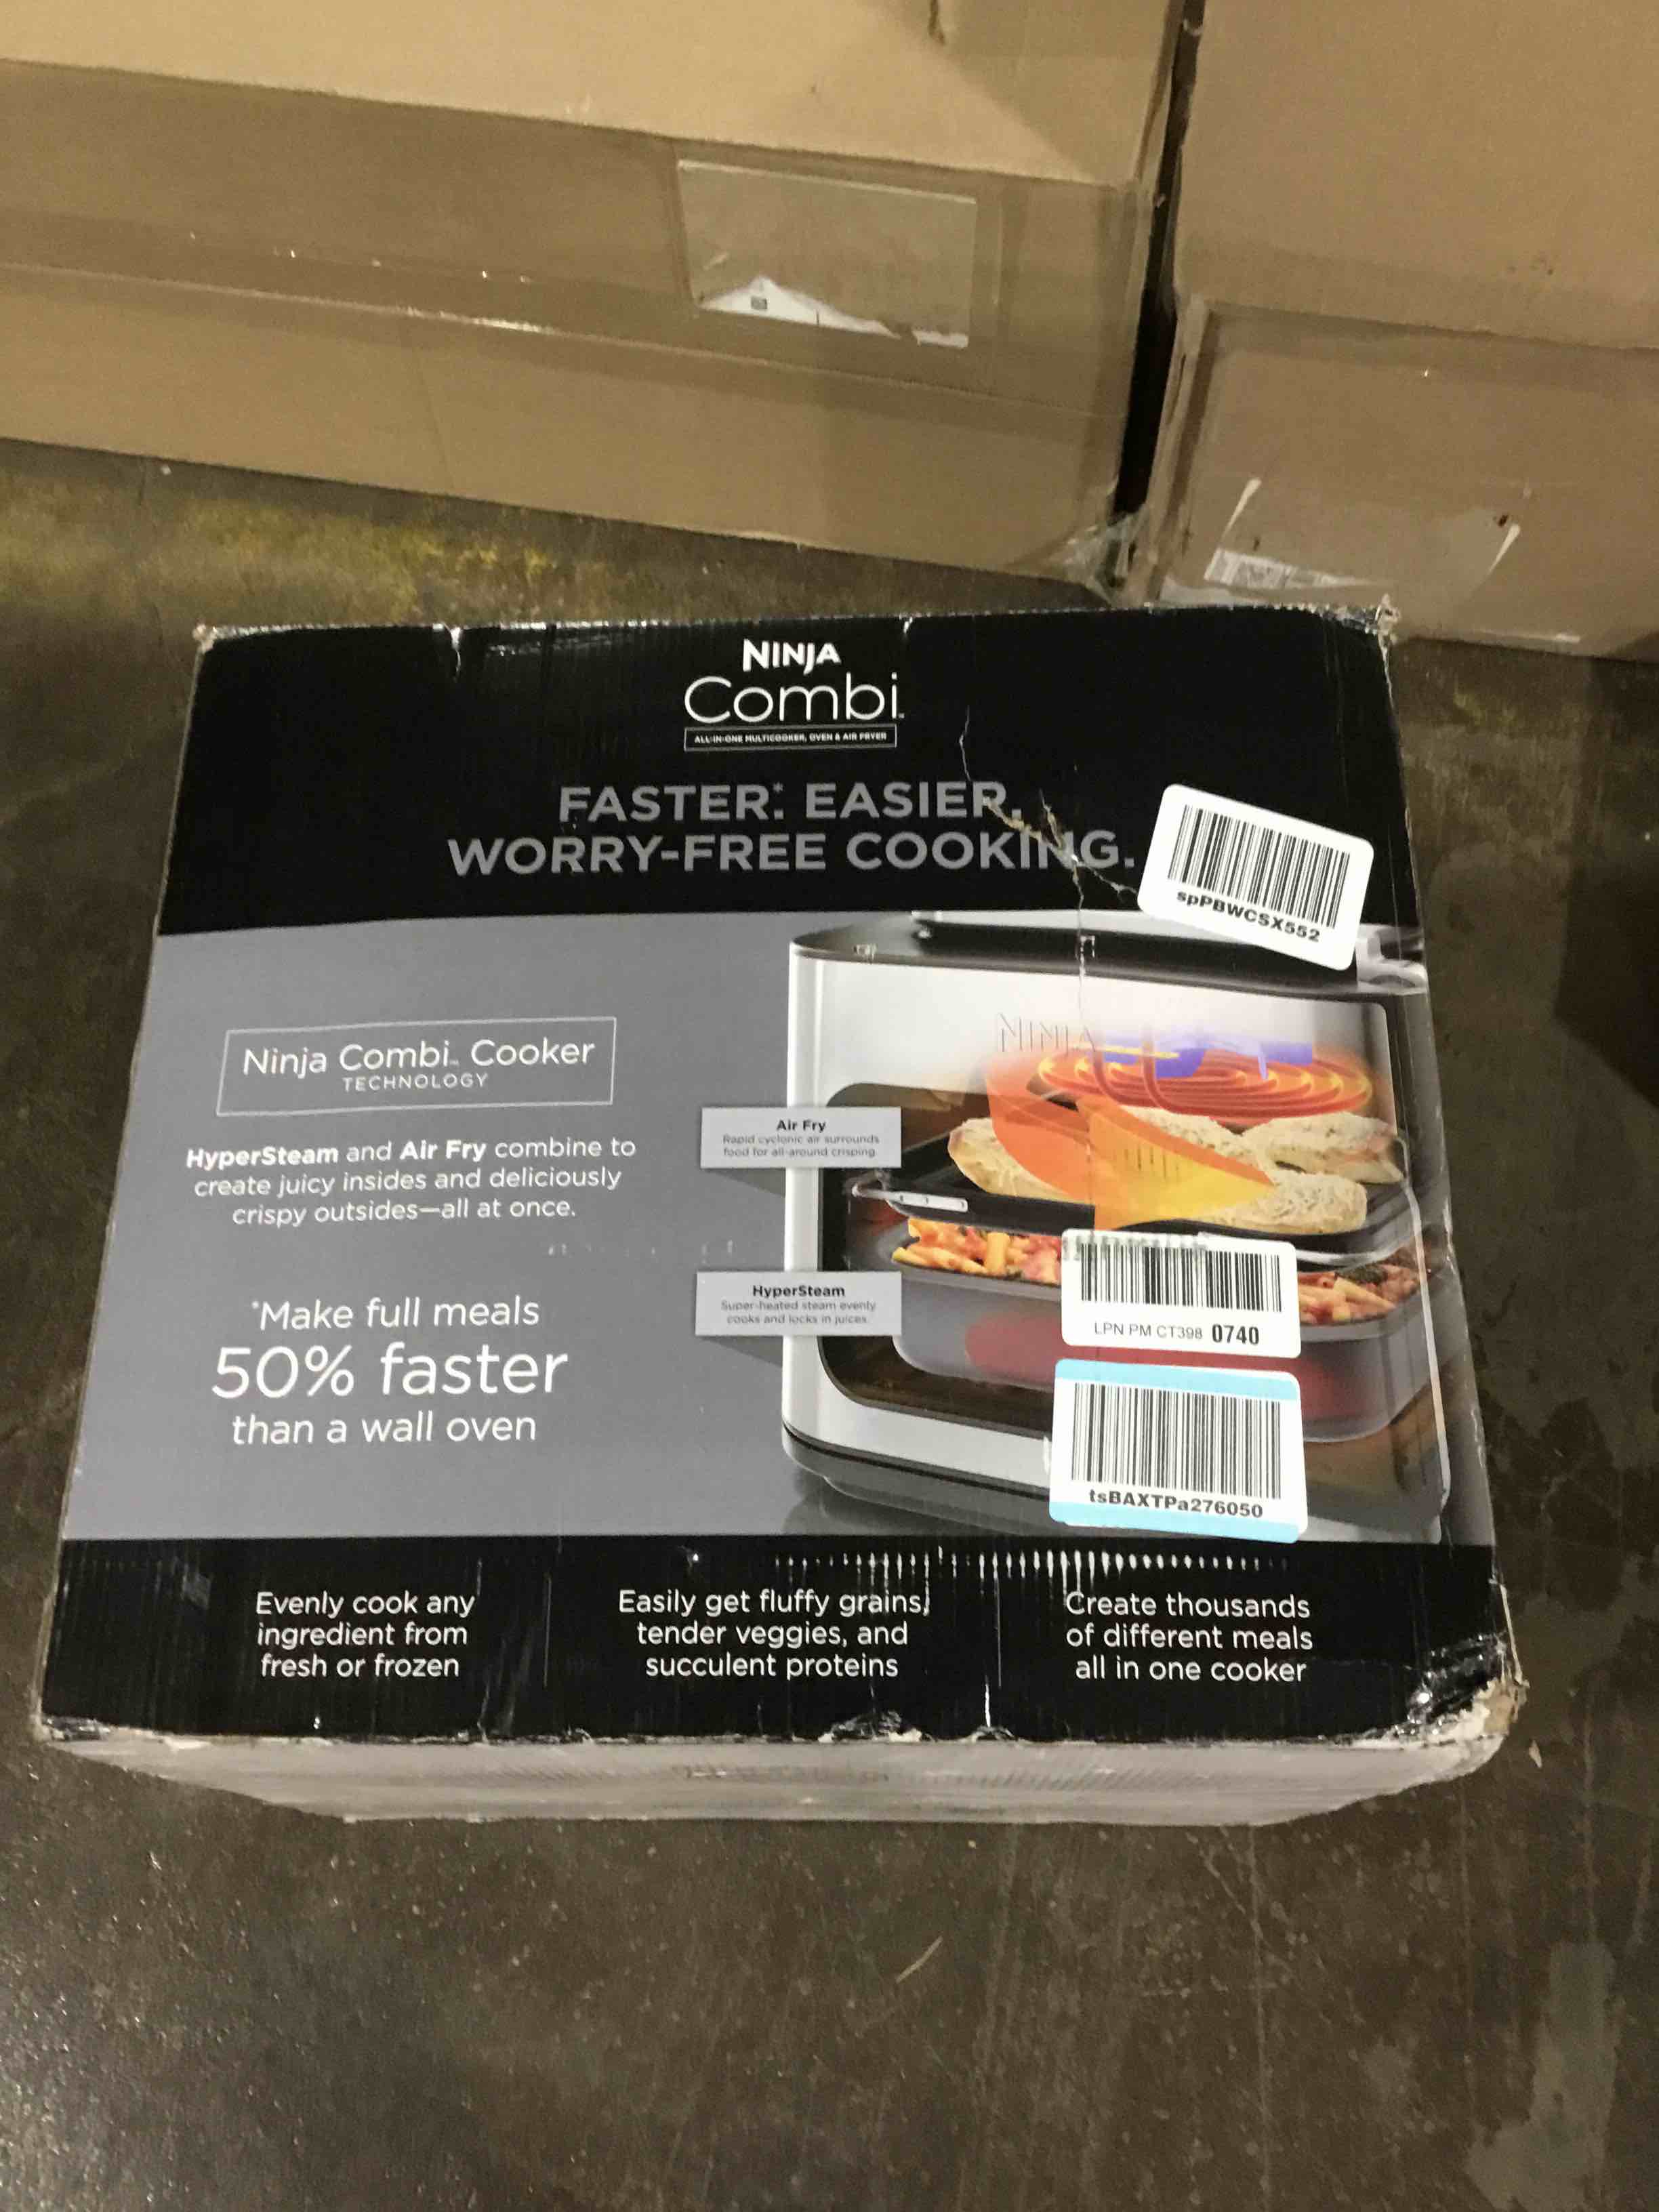 NINJA
Combi™
ALL-IN-ONE MULTICOOKER, OVEN & AIR FRYER
FASTER*. EASIER.
WORRY-FREE COOKING.
spPBWCSX552
Ninja Combi™ Cooker
TECHNOLOGY
NINJA
HyperSteam and Air Fry combine to
create juicy insides and deliciously
crispy outsides—all at once.
Air Fry
Rapid cyclonic air surrounds
food for all-around crisping.
HyperSteam
Super-heated steam evenly
cooks and locks in juices.
*Make full meals
50% faster
than a wall oven
LPN PM CT398 0740
tsBAXTPa276050
Evenly cook any
ingredient from
fresh or frozen
Easily get fluffy grains,
tender veggies, and
succulent proteins
Create thousands
of different meals
all in one cooker